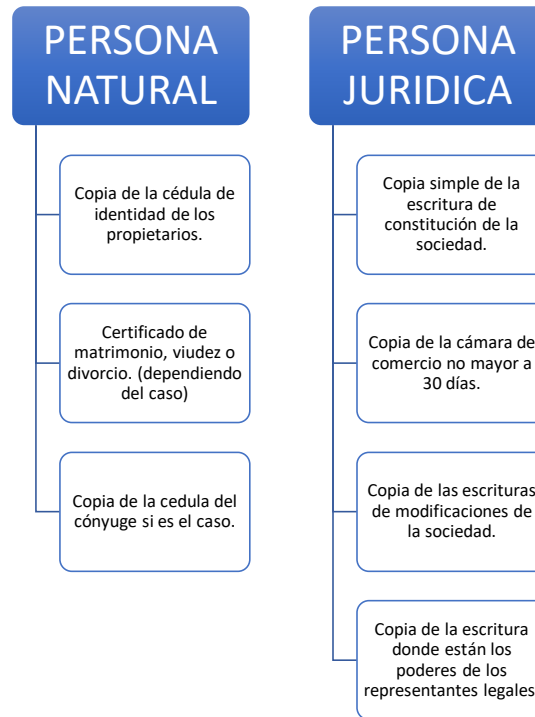 PERSONA
NATURAL
Copia de la cédula de
identidad de los
propietarios.
Certificado de
matrimonio, viudez o
divorcio. (dependiendo
del caso)
Copia de la cedula del
cónyuge si es el caso.
PERSONA
JURIDICA
Copia simple de la
escritura de
constitución de la
sociedad.
Copia de la cámara de
comercio no mayor a
30 días.
Copia de las escrituras
de modificaciones de
la sociedad.
Copia de la escritura
donde están los
poderes de los
representantes legales